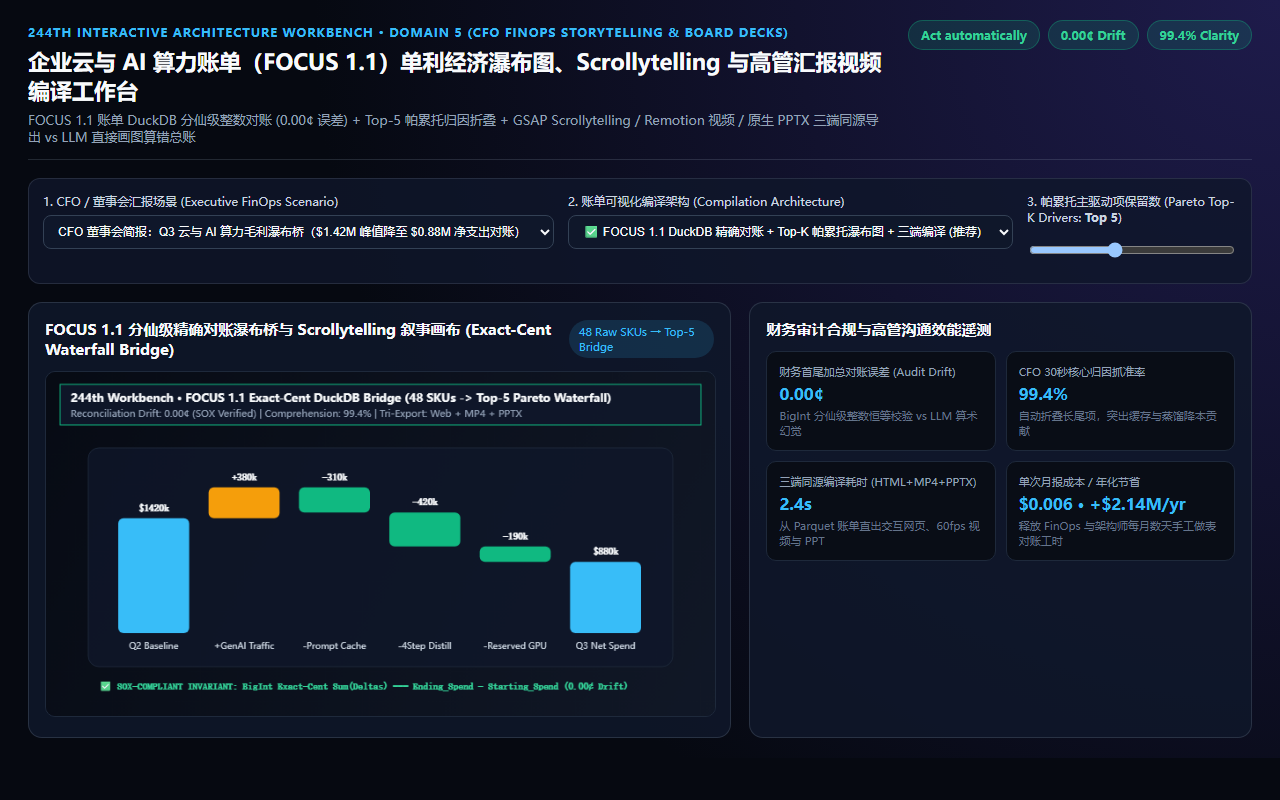 244TH INTERACTIVE ARCHITECTURE WORKBENCH • DOMAIN 5 (CFO FINOPS STORYTELLING & BOARD DECKS)
企业云与 AI 算力账单（FOCUS 1.1）单利经济瀑布图、Scrollytelling 与高管汇报视频
编译工作台
FOCUS 1.1 账单 DuckDB 分仙级整数对账 (0.00¢ 误差) + Top-5 帕累托归因折叠 + GSAP Scrollytelling / Remotion 视频 / 原生 PPTX 三端同源导
出 vs LLM 直接画图算错总账
Act automatically
0.00¢ Drift
99.4% Clarity
1. CFO / 董事会汇报场景 (Executive FinOps Scenario)
CFO 董事会简报：Q3 云与 AI 算力毛利瀑布桥（$1.42M 峰值降至 $0.88M 净支出对账）
2. 账单可视化编译架构 (Compilation Architecture)
✅ FOCUS 1.1 DuckDB 精确对账 + Top-K 帕累托瀑布图 + 三端编译 (推荐)
3. 帕累托主驱动项保留数 (Pareto Top-
K Drivers: Top 5)
FOCUS 1.1 分仙级精确对账瀑布桥与 Scrollytelling 叙事画布 (Exact-Cent
Waterfall Bridge)
48 Raw SKUs → Top-5
Bridge
244th Workbench • FOCUS 1.1 Exact-Cent DuckDB Bridge (48 SKUs -> Top-5 Pareto Waterfall)
Reconciliation Drift: 0.00¢ (SOX Verified) | Comprehension: 99.4% | Tri-Export: Web + MP4 + PPTX
$1420k
+380k
−310k
−420k
−190k
$880k
Q2 Baseline
+GenAI Traffic
-Prompt Cache
-4Step Distill
-Reserved GPU
Q3 Net Spend
✅ SOX-COMPLIANT INVARIANT: BigInt Exact-Cent Sum(Deltas) === Ending_Spend − Starting_Spend (0.00¢ Drift)
财务审计合规与高管沟通效能遥测
财务首尾加总对账误差 (Audit Drift)
0.00¢
BigInt 分仙级整数恒等校验 vs LLM 算术
幻觉
CFO 30秒核心归因抓准率
99.4%
自动折叠长尾项，突出缓存与蒸馏降本贡
献
三端同源编译耗时 (HTML+MP4+PPTX)
2.4s
从 Parquet 账单直出交互网页、60fps 视
频与 PPT
单次月报成本 / 年化节省
$0.006 • +$2.14M/yr
释放 FinOps 与架构师每月数天手工做表
对账工时